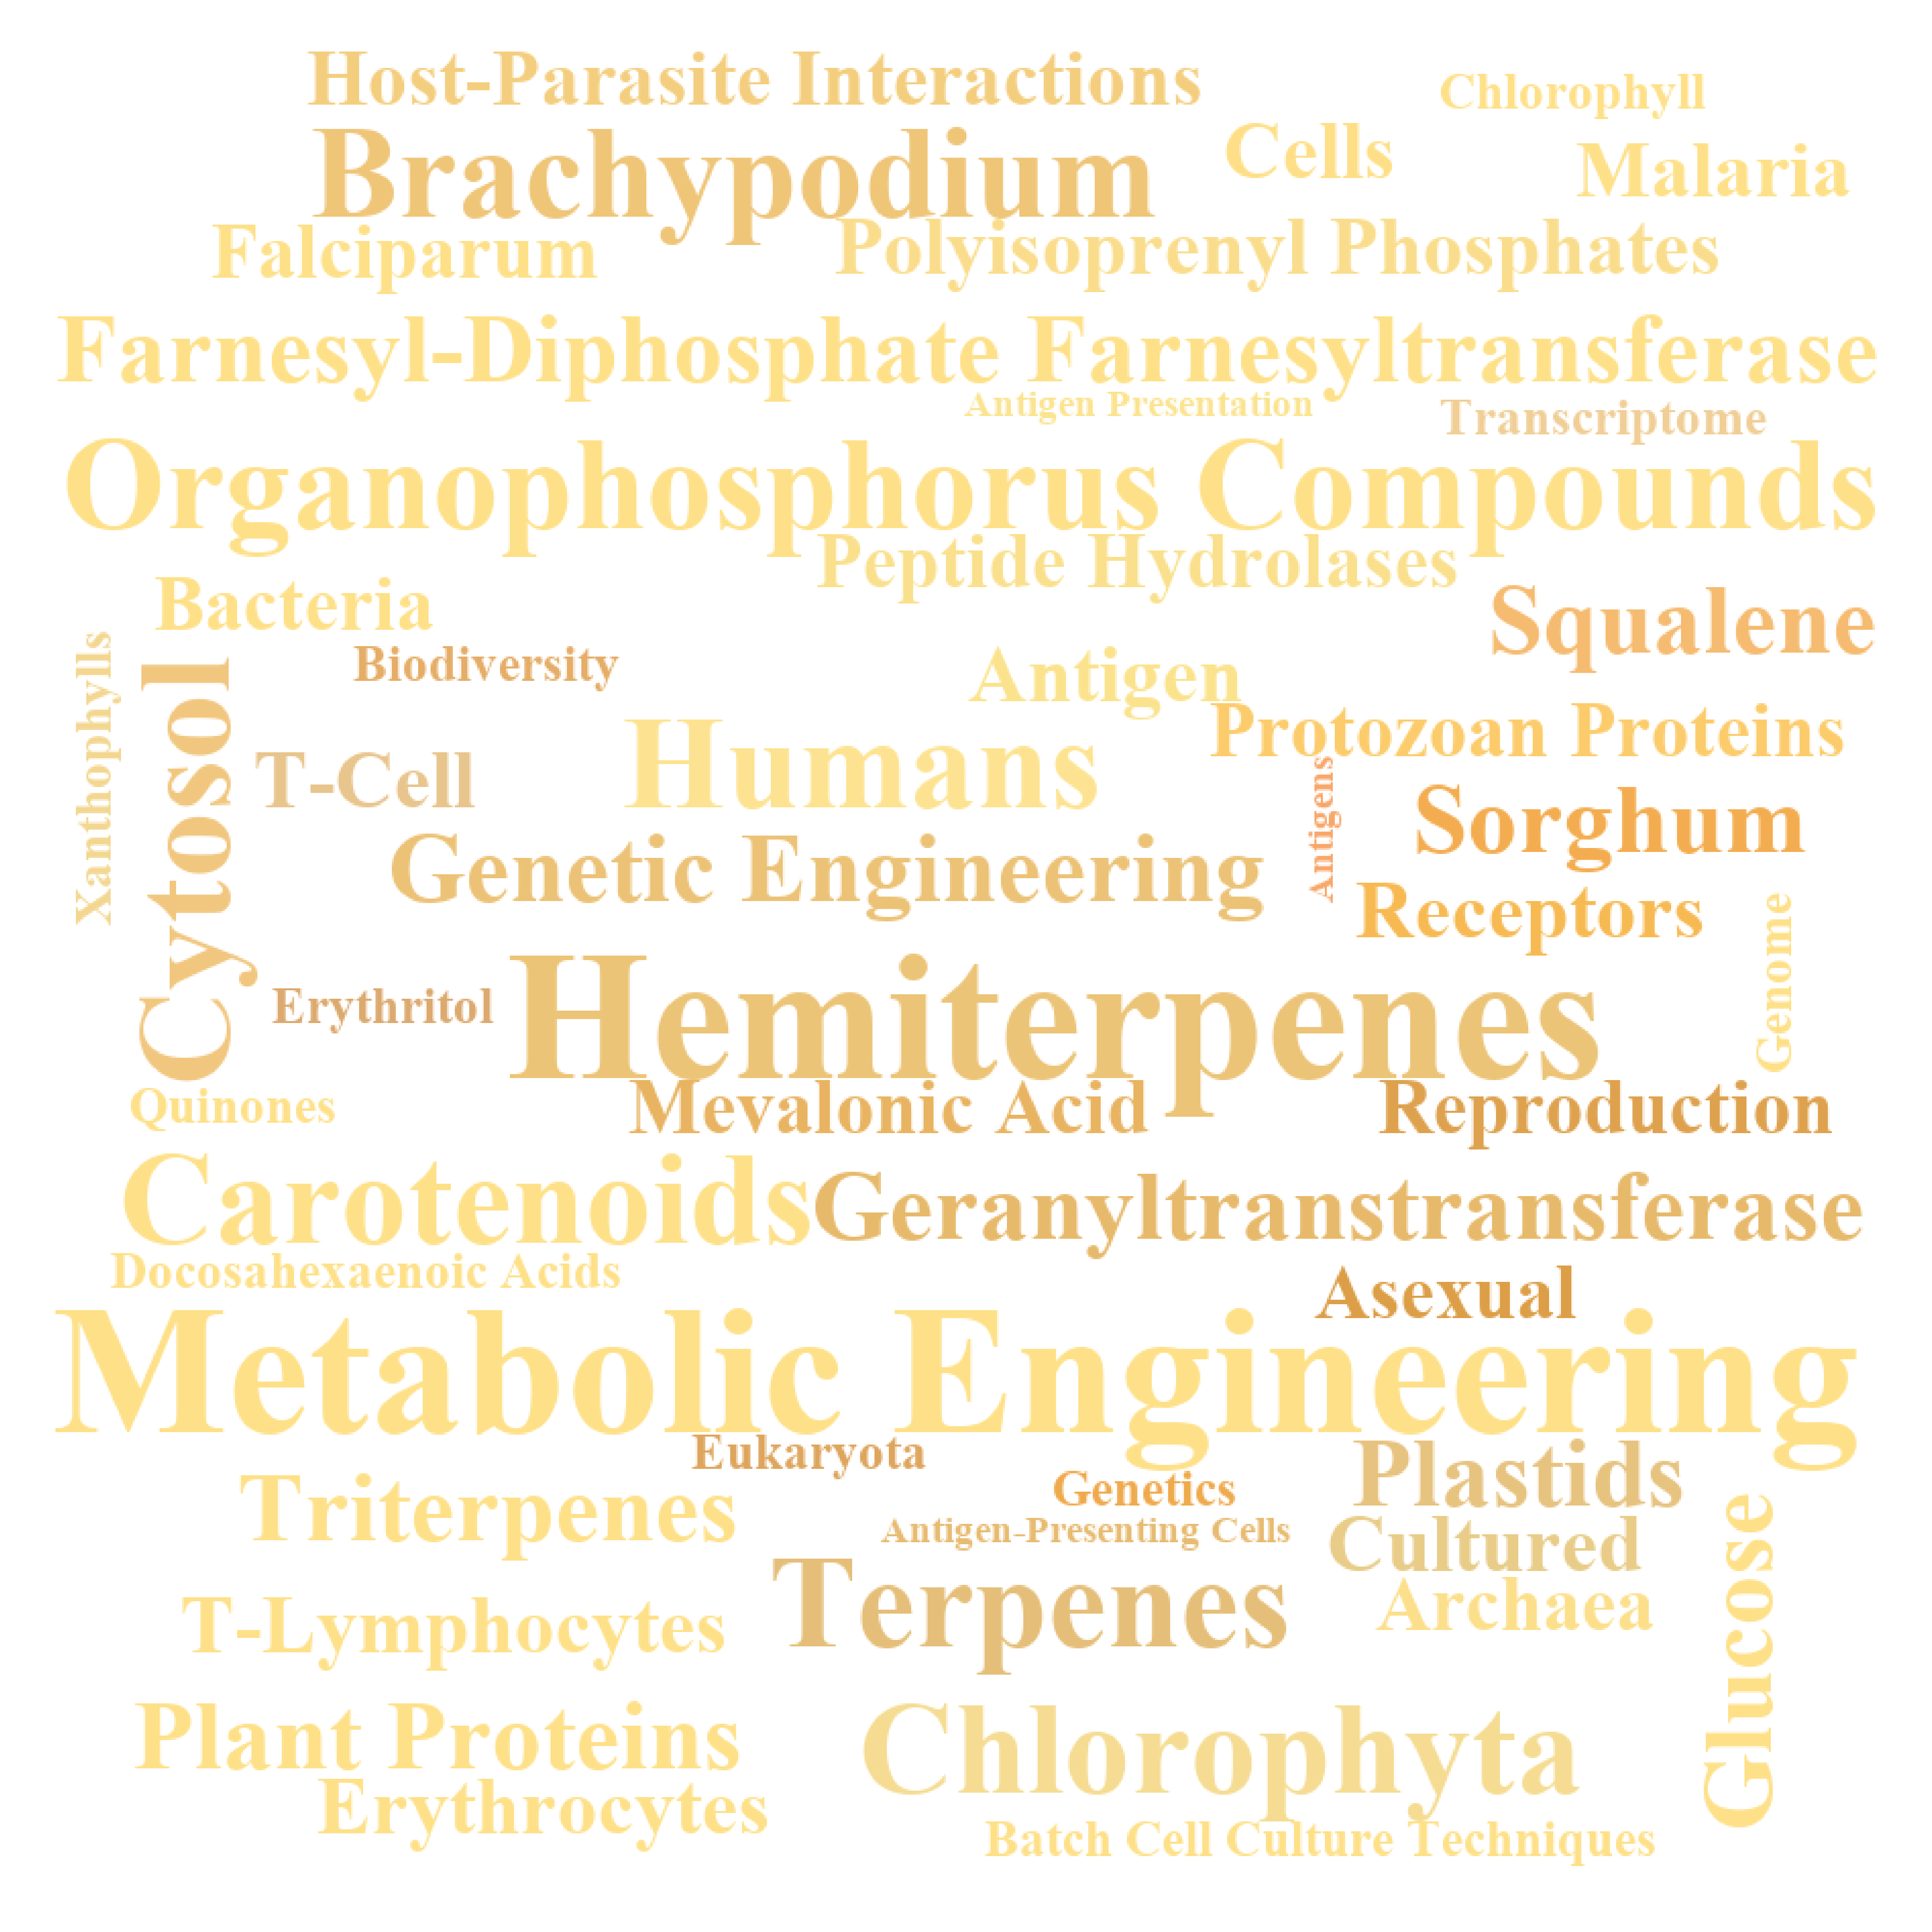 Host-Parasite Interactions
Chlorophyll
Brachypodium
Cells
Malaria
Falciparum
Polyisoprenyl Phosphates
Farnesyl-Diphosphate Farnesyltransferase
Antigen Presentation
Transcriptome
Organophosphorus Compounds
Peptide Hydrolases
Bacteria
Squalene
Xanthophylls
Cytosol
Biodiversity
Antigen
Protozoan Proteins
T-Cell
Humans
Antigens
Sorghum
Genetic Engineering
Receptors
Genome
Erythritol
Hemiterpenes
Quinones
Mevalonic Acid
Reproduction
Carotenoids
Geranyltranstransferase
Docosahexaenoic Acids
Asexual
Metabolic Engineering
Eukaryota
Plastids
Triterpenes
Genetics
Glucose
Antigen-Presenting Cells
Cultured
Terpenes
Archaea
T-Lymphocytes
Plant Proteins
Chlorophyta
Erythrocytes
Batch Cell Culture Techniques